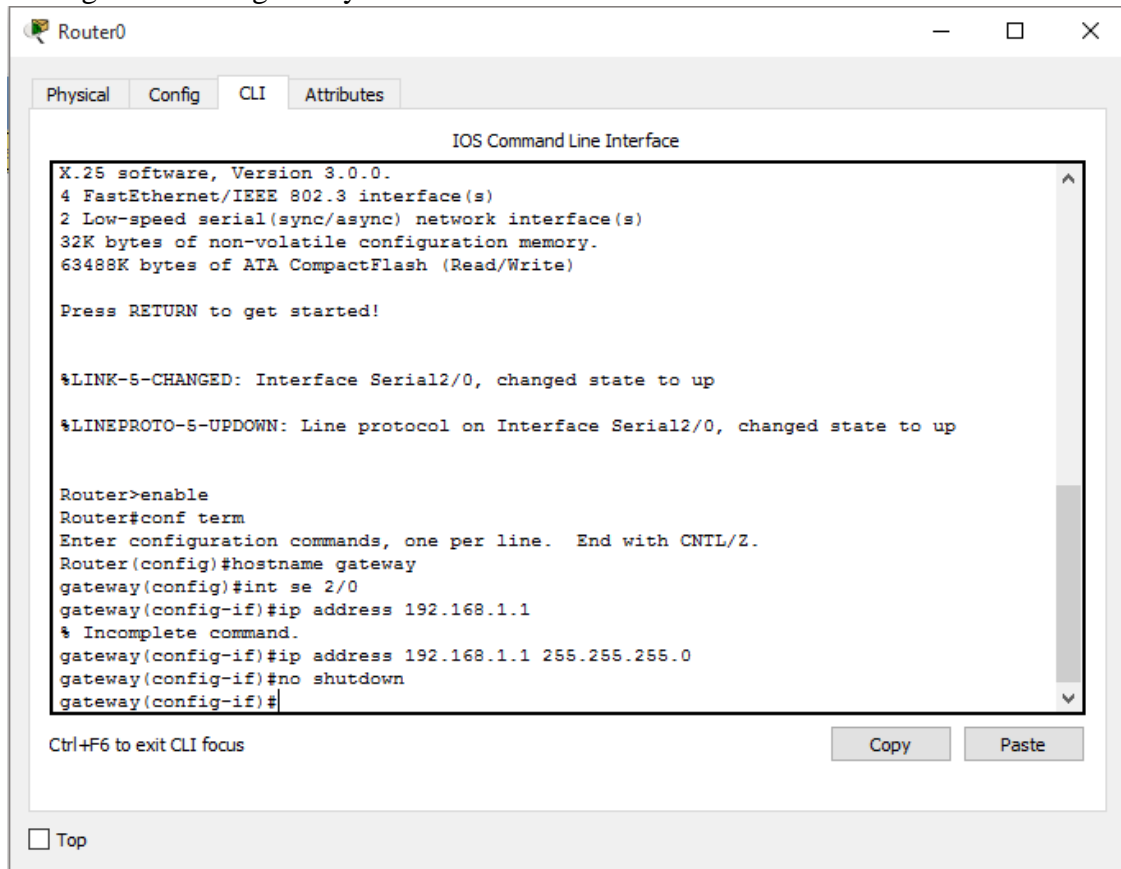 Router0
Physical Config CLI Attributes
IOS Command Line Interface
X.25 software, Version 3.0.0.
4 FastEthernet/IEEE 802.3 interface(s)
2 Low-speed serial(sync/async) network interface(s)
32K bytes of non-volatile configuration memory.
63488K bytes of ATA CompactFlash (Read/Write)
Press RETURN to get started!
%LINK-5-CHANGED: Interface Serial2/0, changed state to up
%LINEPROTO-5-UPDOWN: Line protocol on Interface Serial2/0, changed state to up
Router>enable
Router#conf term
Enter configuration commands, one per line.  End with CNTL/Z.
Router(config)#hostname gateway
gateway(config)#int se 2/0
gateway(config-if)#ip address 192.168.1.1
% Incomplete command.
gateway(config-if)#ip address 192.168.1.1 255.255.255.0
gateway(config-if)#no shutdown
gateway(config-if)#
Ctrl+F6 to exit CLI focus
Copy Paste
Top